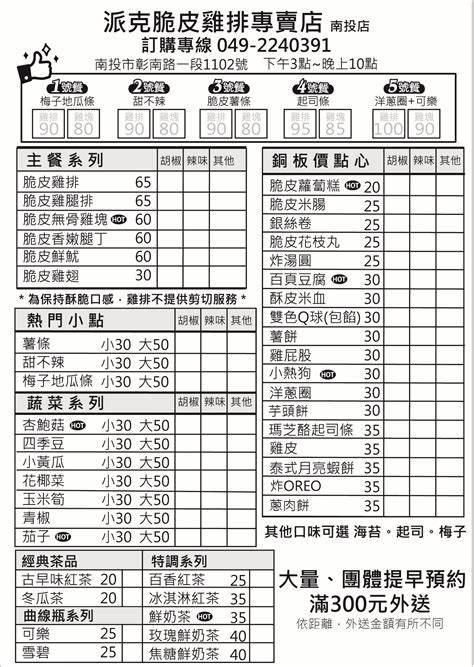 派克脆皮雞排專賣店 南投店
訂購專線 049-2240391
南投市彰南路一段1102號 下午3點~晚上10點
1號餐 2號餐 3號餐 4號餐 5號餐
梅子地瓜條 甜不辣 脆皮薯條 起司條 洋蔥圈+可樂
雞排 雞塊 雞排 雞塊 雞排 雞塊 雞排 雞塊 雞排 雞塊
90 80 90 80 90 80 95 85 100 90
主餐系列 胡椒 辣味 其他
脆皮雞排 65
脆皮雞腿排 65
脆皮無骨雞塊 HOT 60
脆皮香嫩腿丁 60
脆皮鮮魷 60
脆皮雞翅 30
*為保持酥脆口感，雞排不提供剪切服務*
熱門小點 胡椒 辣味 其他
薯條 小30 大50
甜不辣 小30 大50
梅子地瓜條 小30 大50
蔬菜系列 胡椒 辣味 其他
杏鮑菇 HOT 小30 大50
四季豆 小30 大50
小黃瓜 小30 大50
花椰菜 小30 大50
玉米筍 小30 大50
青椒 小30 大50
茄子 HOT 小30 大50
銅板價點心 胡椒 辣味 其他
脆皮蘿蔔糕 HOT 20
脆皮米腸 25
銀絲卷 25
脆皮花枝丸 25
炸湯圓 25
百頁豆腐 HOT 30
酥皮米血 30
雙色Q球(包餡) 30
薯餅 30
雞屁股 30
小熱狗 HOT 30
洋蔥圈 30
芋頭餅 30
瑪芝酪起司條 35
雞皮 35
泰式月亮蝦餅 35
炸OREO 35
蔥肉餅 35
其他口味可選 海苔。起司。梅子
經典茶品
古早味紅茶 20
冬瓜茶 20
曲線瓶系列
可樂 25
雪碧 25
特調系列
百香紅茶 25
冰淇淋紅茶 35
鮮奶茶 HOT 35
玫瑰鮮奶茶 40
焦糖鮮奶茶 40
大量、團體提早預約
滿300元外送
依距離，外送金額有所不同